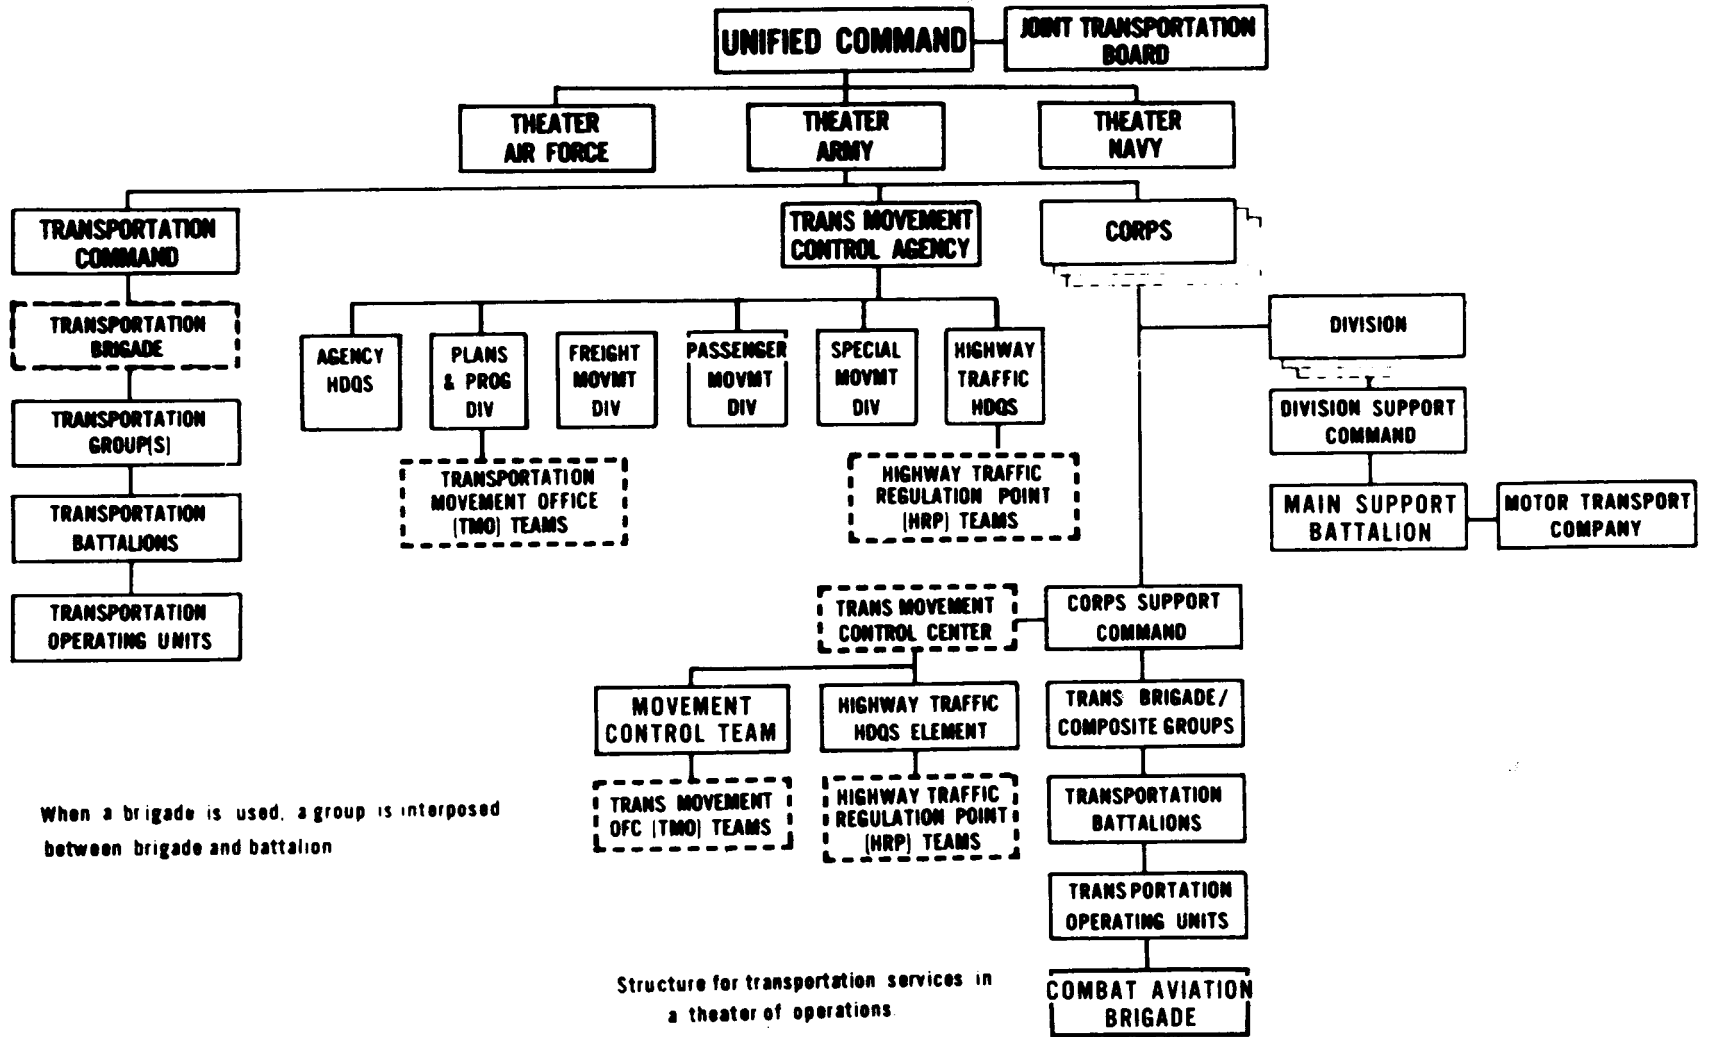 UNIFIED COMMAND
JOINT TRANSPORTATION
BOARD
THEATER
AIR FORCE
THEATER
ARMY
THEATER
NAVY
TRANSPORTATION
COMMAND
TRANS MOVEMENT
CONTROL AGENCY
CORPS
TRANSPORTATION
BRIGADE
DIVISION
AGENCY
HDQS
PLANS
& PROG
DIV
FREIGHT
MOVMT
DIV
PASSENGER
MOVMT
DIV
SPECIAL
MOVMT
DIV
HIGHWAY
TRAFFIC
HDQS
TRANSPORTATION
GROUP(S)
DIVISION SUPPORT
COMMAND
TRANSPORTATION
MOVEMENT OFFICE
(TMO) TEAMS
HIGHWAY TRAFFIC
REGULATION POINT
(HRP) TEAMS
TRANSPORTATION
BATTALIONS
MAIN SUPPORT
BATTALION
MOTOR TRANSPORT
COMPANY
TRANSPORTATION
OPERATING UNITS
TRANS MOVEMENT
CONTROL CENTER
CORPS SUPPORT
COMMAND
MOVEMENT
CONTROL TEAM
HIGHWAY TRAFFIC
HDQS ELEMENT
TRANS BRIGADE/
COMPOSITE GROUPS
TRANS MOVEMENT
OFC (TMO) TEAMS
HIGHWAY TRAFFIC
REGULATION POINT
(HRP) TEAMS
TRANSPORTATION
BATTALIONS
When a brigade is used, a group is interposed
between brigade and battalion
TRANSPORTATION
OPERATING UNITS
COMBAT AVIATION
BRIGADE
Structure for transportation services in
a theater of operations.